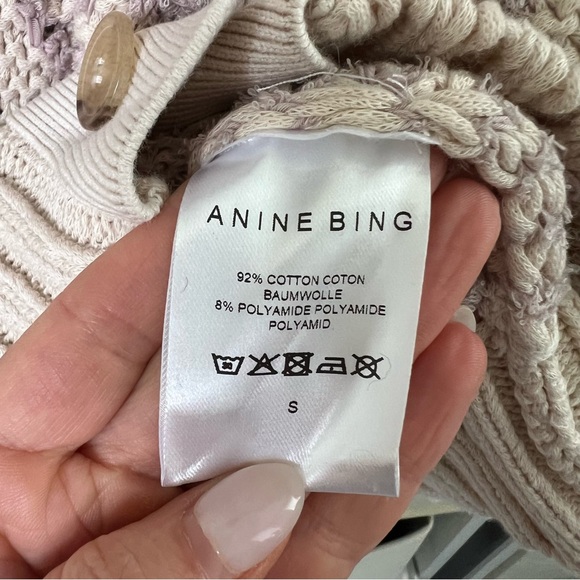 ANINE BING
92% COTTON COTON
BAUMWOLLE
8% POLYAMIDE POLYAMIDE
POLYAMID
S